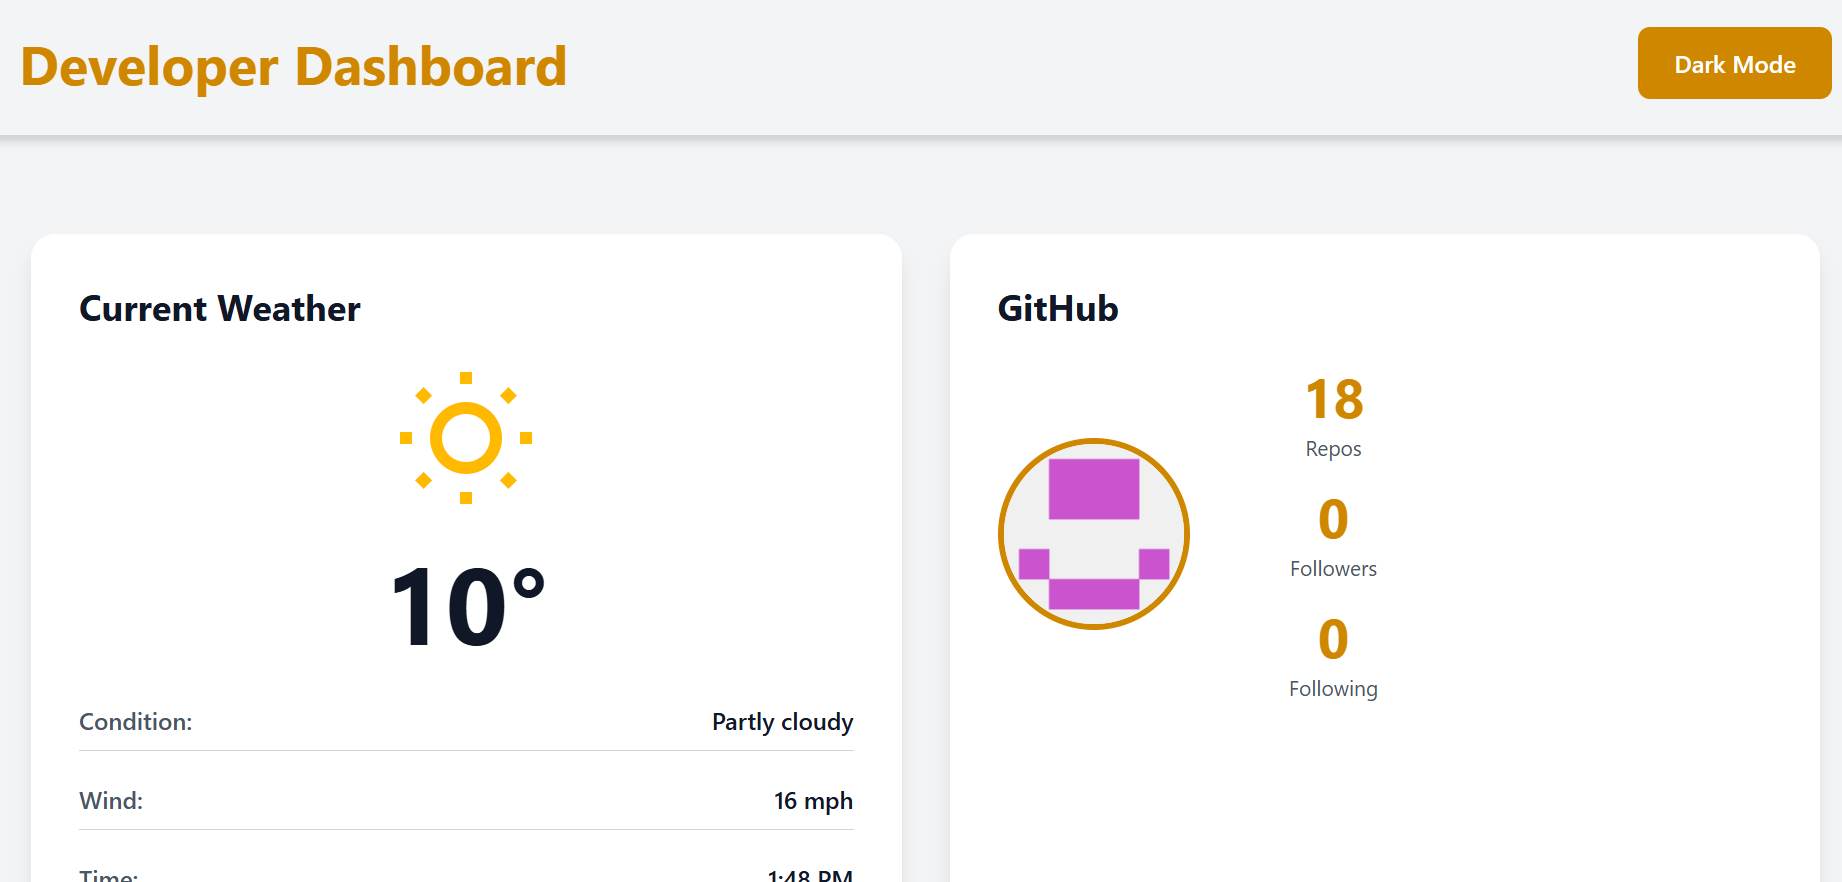 Developer Dashboard
Dark Mode
Current Weather
10°
Condition: Partly cloudy
Wind: 16 mph
Time: 1:48 PM
GitHub
18
Repos
0
Followers
0
Following